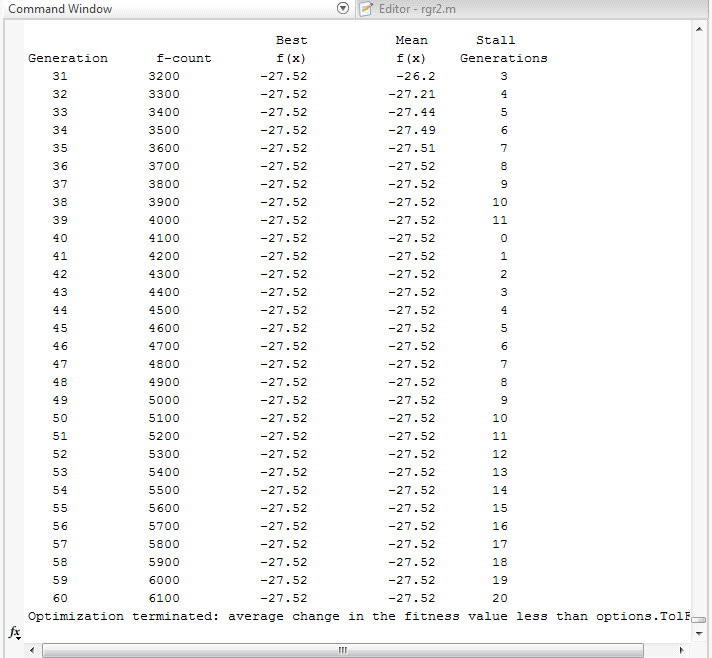 Command Window Editor - rgr2.m
Best Mean Stall
Generation f-count f(x) f(x) Generations
31 3200 -27.52 -26.2 3
32 3300 -27.52 -27.21 4
33 3400 -27.52 -27.44 5
34 3500 -27.52 -27.49 6
35 3600 -27.52 -27.51 7
36 3700 -27.52 -27.52 8
37 3800 -27.52 -27.52 9
38 3900 -27.52 -27.52 10
39 4000 -27.52 -27.52 11
40 4100 -27.52 -27.52 0
41 4200 -27.52 -27.52 1
42 4300 -27.52 -27.52 2
43 4400 -27.52 -27.52 3
44 4500 -27.52 -27.52 4
45 4600 -27.52 -27.52 5
46 4700 -27.52 -27.52 6
47 4800 -27.52 -27.52 7
48 4900 -27.52 -27.52 8
49 5000 -27.52 -27.52 9
50 5100 -27.52 -27.52 10
51 5200 -27.52 -27.52 11
52 5300 -27.52 -27.52 12
53 5400 -27.52 -27.52 13
54 5500 -27.52 -27.52 14
55 5600 -27.52 -27.52 15
56 5700 -27.52 -27.52 16
57 5800 -27.52 -27.52 17
58 5900 -27.52 -27.52 18
59 6000 -27.52 -27.52 19
60 6100 -27.52 -27.52 20
Optimization terminated: average change in the fitness value less than options.TolF
fx